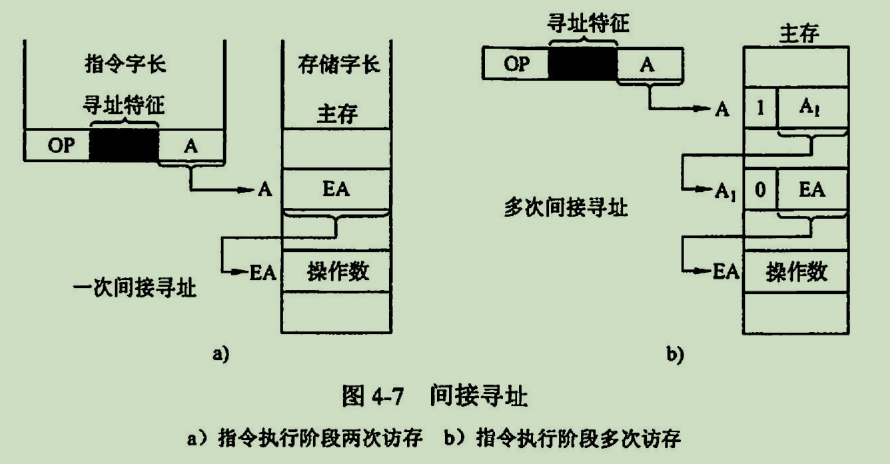 指令字长
存储字长
寻址特征
主存
OP
A
A
EA
EA
操作数
一次间接寻址
a)
寻址特征
主存
OP
A
A
1
A₁
A₁
0
EA
多次间接寻址
EA
操作数
b)
图 4-7 间接寻址
a）指令执行阶段两次访存 b）指令执行阶段多次访存